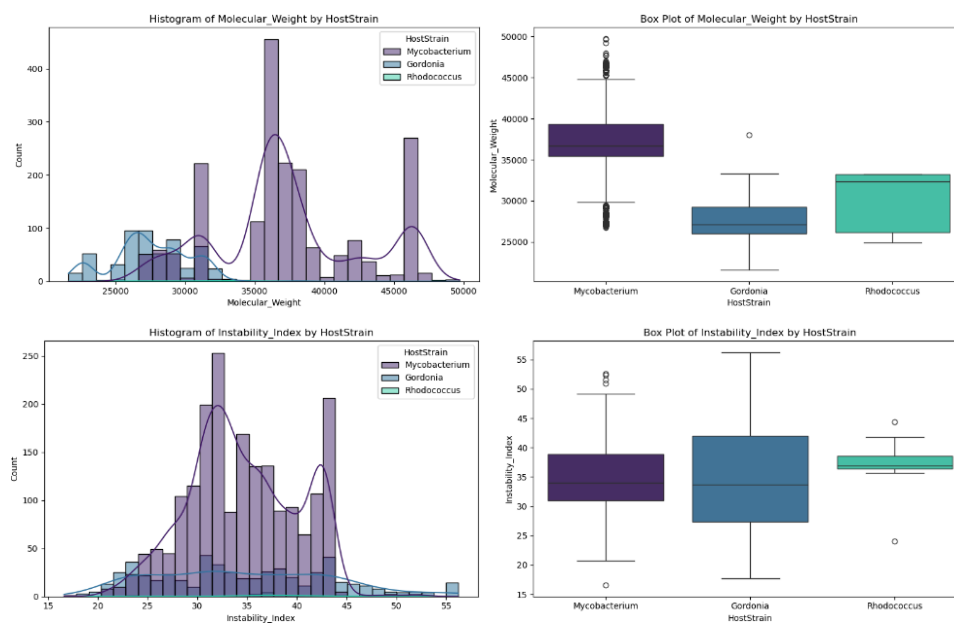 Histogram of Molecular_Weight by HostStrain
Count
400
300
200
100
0
HostStrain
Mycobacterium
Gordonia
Rhodococcus
25000 30000 35000 40000 45000 50000
Molecular_Weight
Box Plot of Molecular_Weight by HostStrain
Molecular_Weight
50000
45000
40000
35000
30000
25000
Mycobacterium Gordonia Rhodococcus
HostStrain
Histogram of Instability_Index by HostStrain
Count
250
200
150
100
50
0
HostStrain
Mycobacterium
Gordonia
Rhodococcus
15 20 25 30 35 40 45 50 55
Instability_Index
Box Plot of Instability_Index by HostStrain
Instability_Index
55
50
45
40
35
30
25
20
15
Mycobacterium Gordonia Rhodococcus
HostStrain